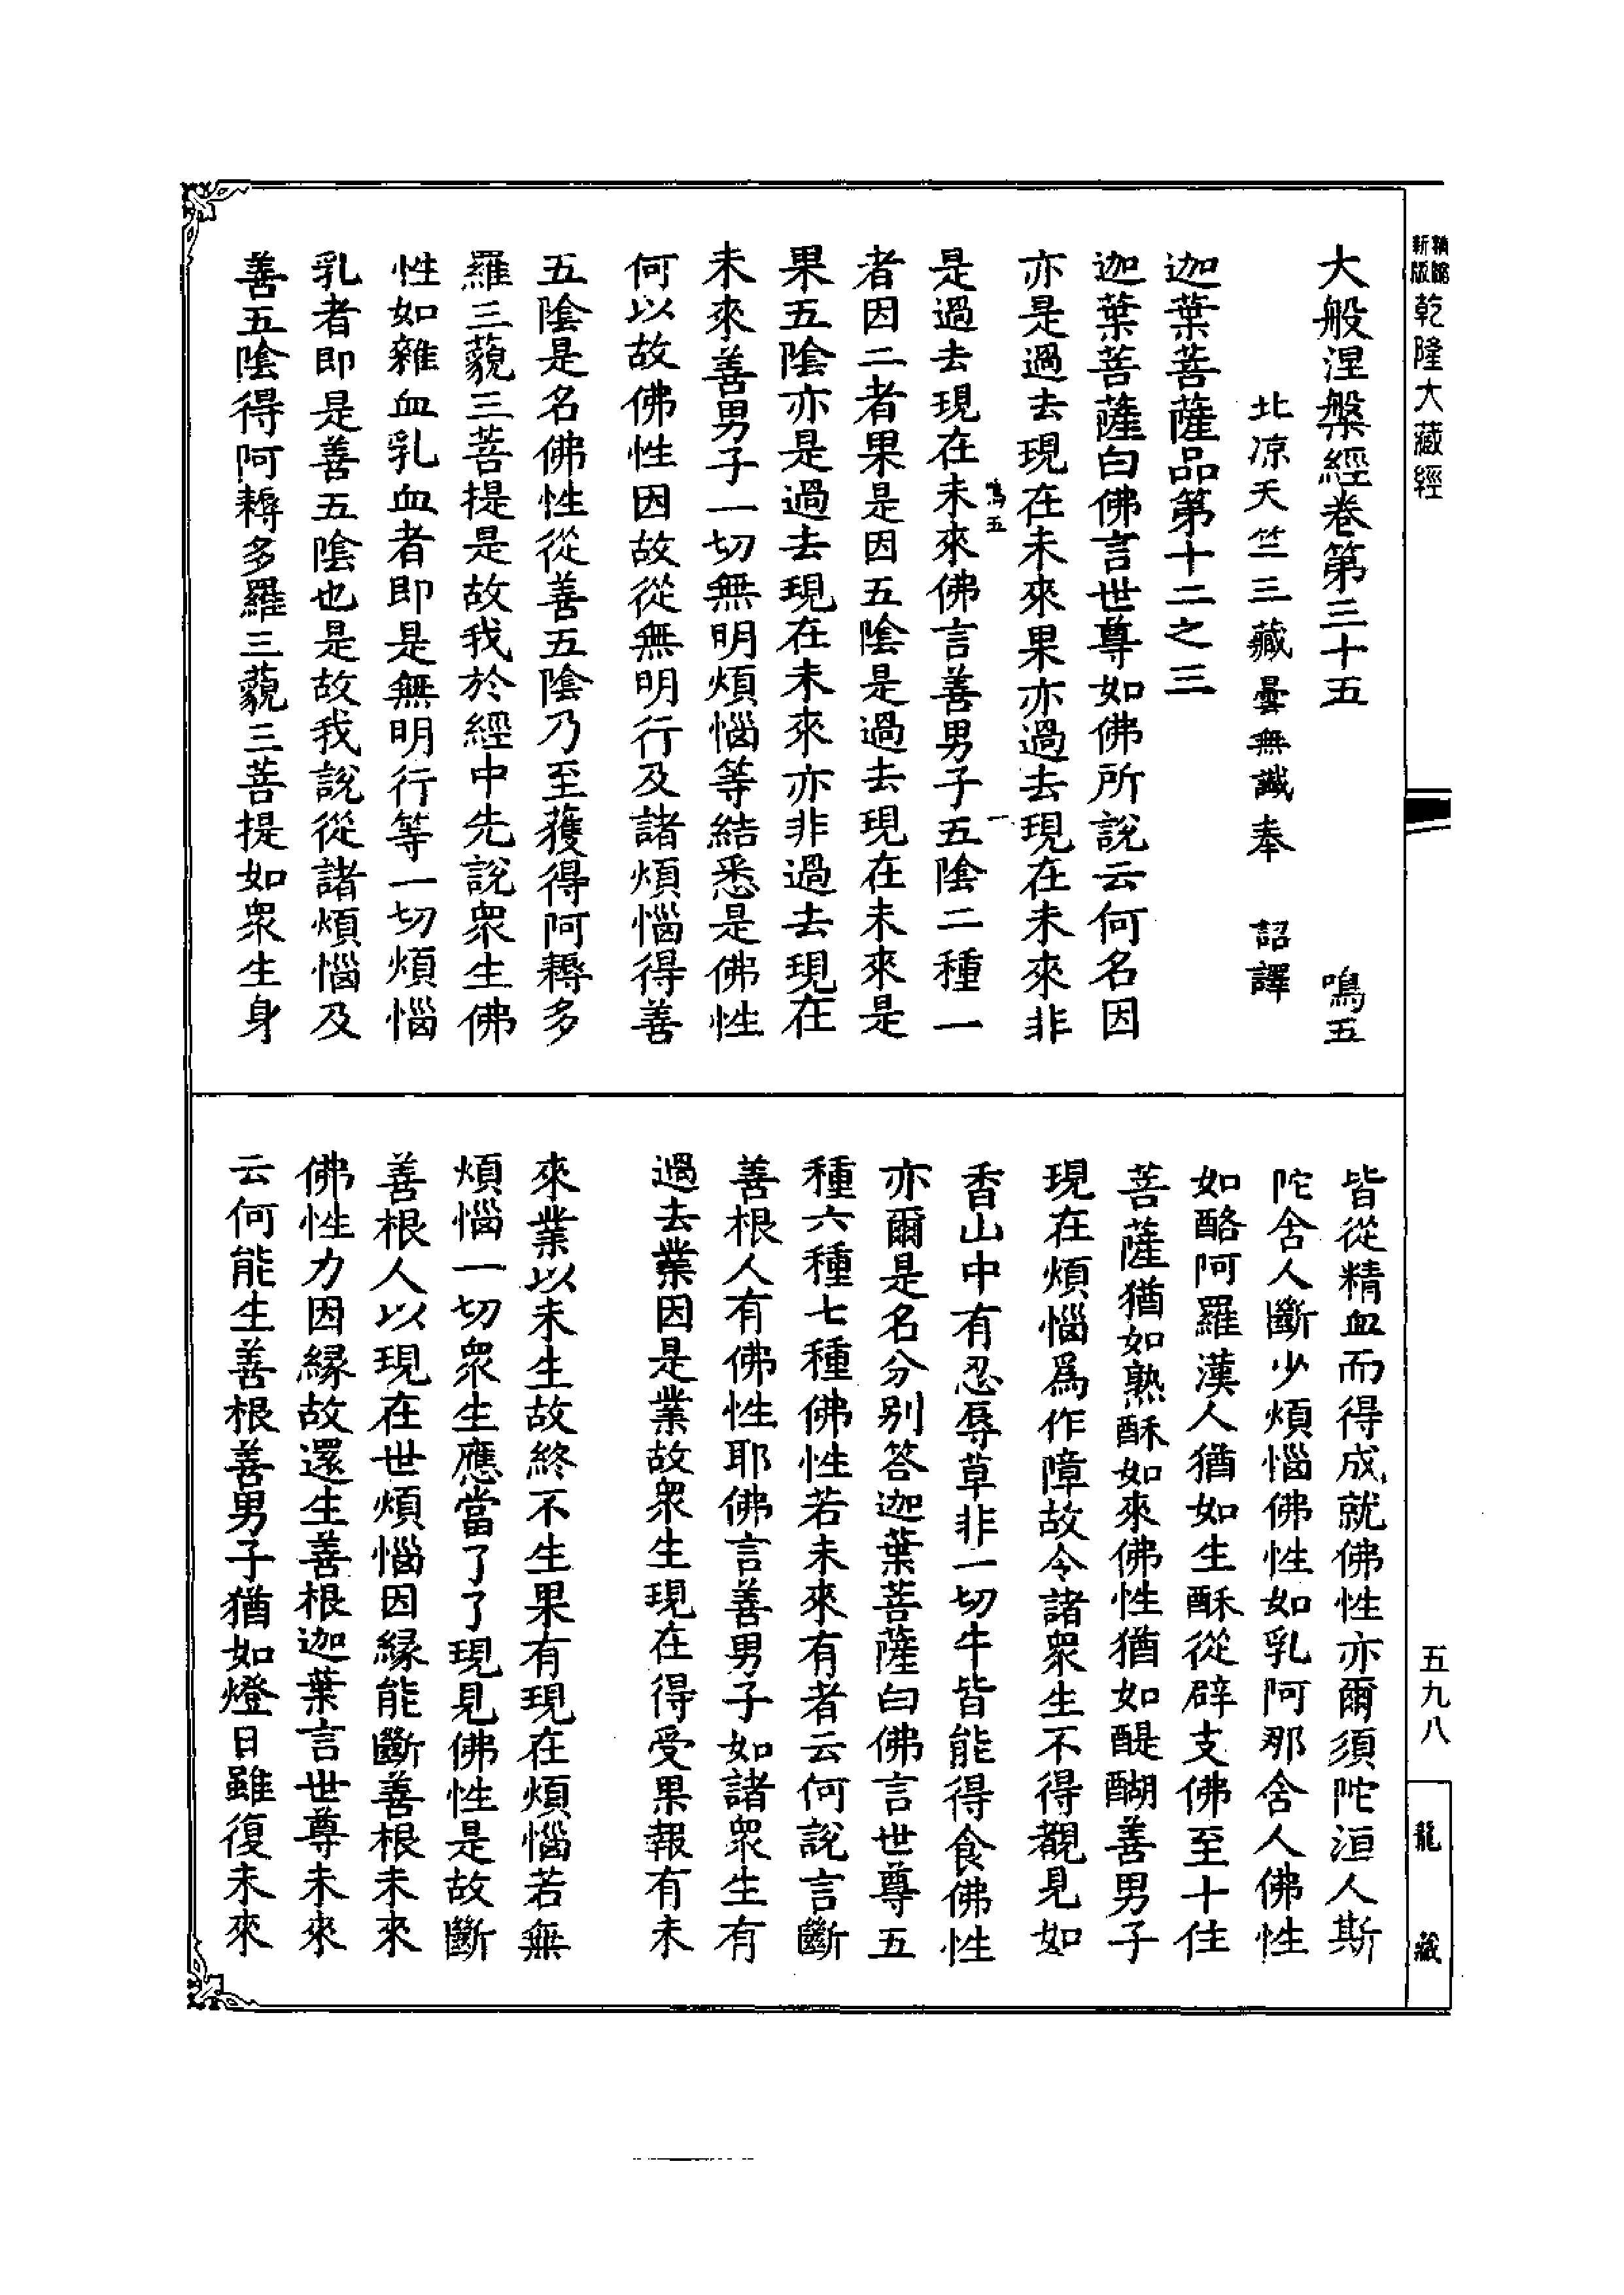 新版 精縮 乾隆大藏經
大般涅槃經卷第三十五 鳴五
北涼天竺三藏曇無讖奉 詔譯
迦葉菩薩品第十二之三
迦葉菩薩白佛言世尊如佛所說云何名因
亦是過去現在未來果亦過去現在未來非
鳴五 一
是過去現在未來佛言善男子五陰二種一
者因二者果是因五陰是過去現在未來是
果五陰亦是過去現在未來亦非過去現在
未來善男子一切無明煩惱等結悉是佛性
何以故佛性因故從無明行及諸煩惱得善
五陰是名佛性從善五陰乃至獲得阿耨多
羅三藐三菩提是故我於經中先說眾生佛
性如雜血乳血者即是無明行等一切煩惱
乳者即是善五陰也是故我說從諸煩惱及
善五陰得阿耨多羅三藐三菩提如眾生身
皆從精血而得成就佛性亦爾須陀洹人斯
陀含人斷少煩惱佛性如乳阿那含人佛性
如酪阿羅漢人猶如生酥從辟支佛至十住
菩薩猶如熟酥如來佛性猶如醍醐善男子
現在煩惱爲作障故令諸眾生不得覩見如
香山中有忍辱草非一切牛皆能得食佛性
亦爾是名分別答迦葉菩薩白佛言世尊五
種六種七種佛性若未來有者云何說言斷
善根人有佛性耶佛言善男子如諸眾生有
過去業因是業故眾生現在得受果報有未
來業以未生故終不生果有現在煩惱若無
煩惱一切眾生應當了了現見佛性是故斷
善根人以現在世煩惱因緣能斷善根未來
佛性力因緣故還生善根迦葉言世尊未來
云何能生善根善男子猶如燈日雖復未來
五九八
龍藏